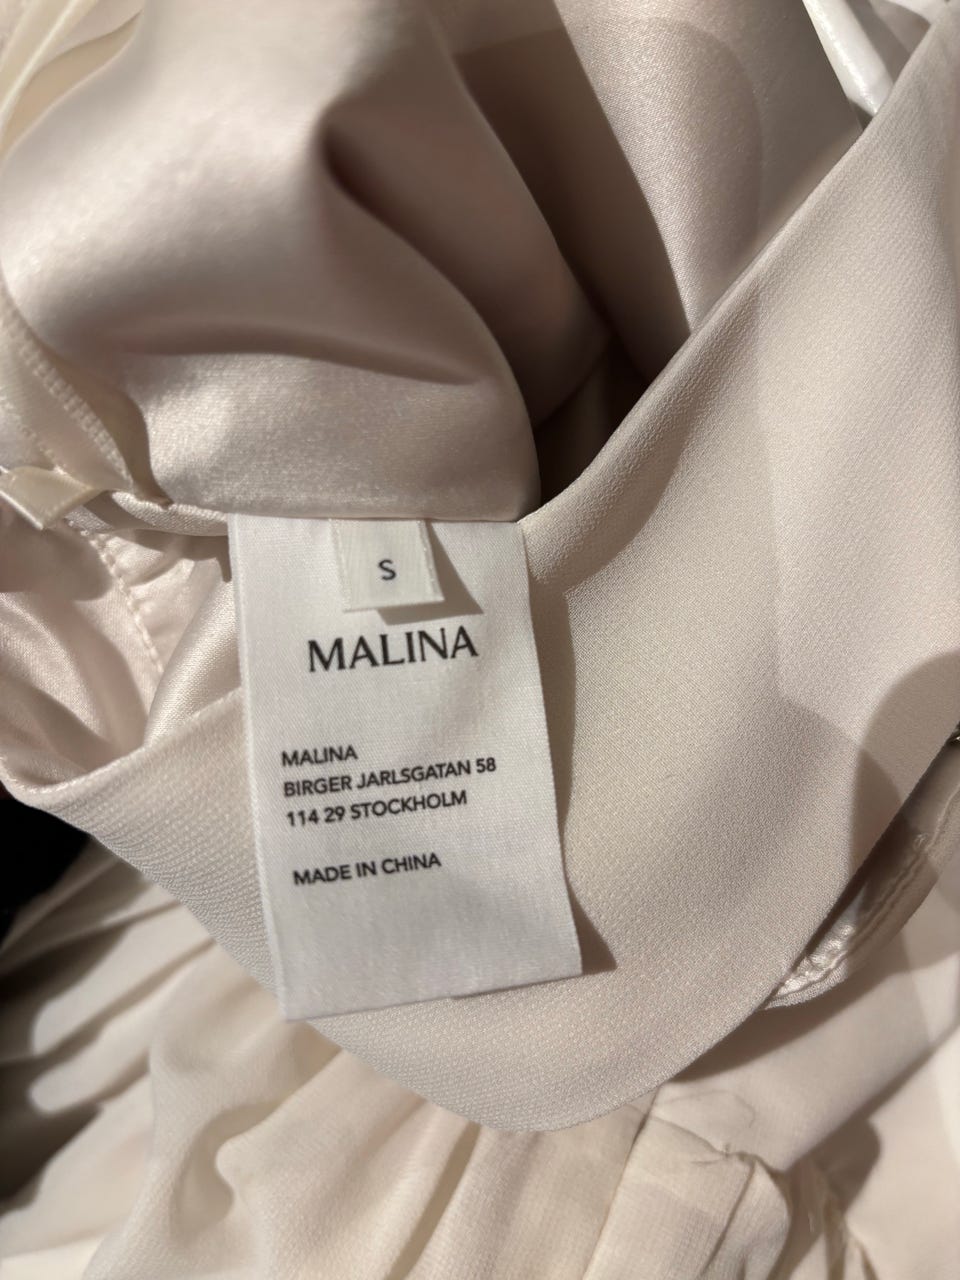 S
MALINA
MALINA
BIRGER JARLSGATAN 58
114 29 STOCKHOLM
MADE IN CHINA